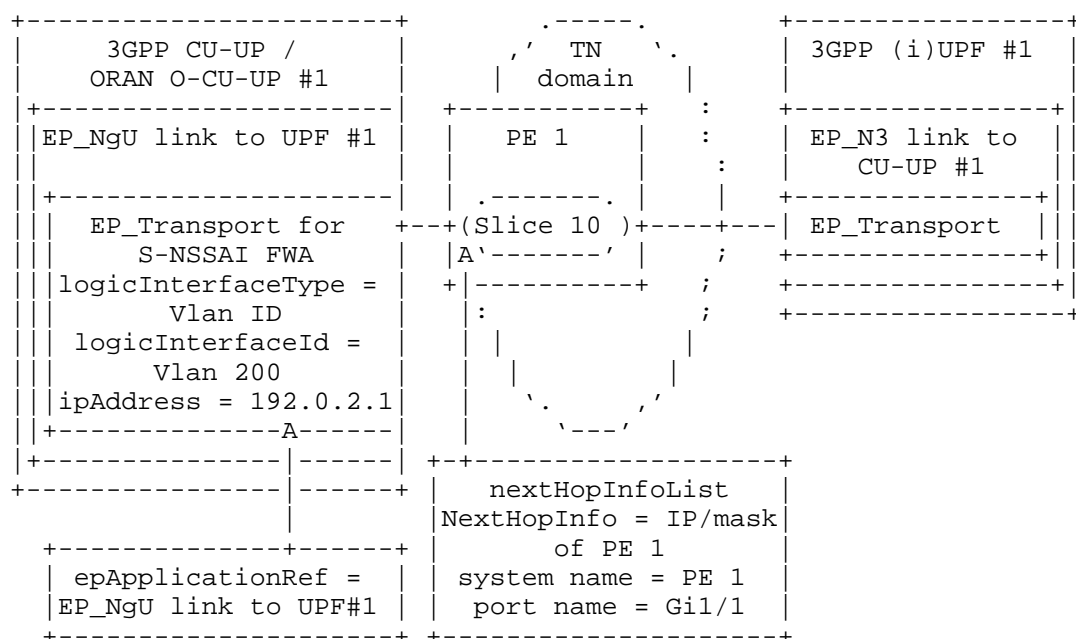 3GPP CU-UP /
ORAN O-CU-UP #1
TN
domain
3GPP (i)UPF #1
EP_NgU link to UPF #1
PE 1
EP_N3 link to
CU-UP #1
EP_Transport for
S-NSSAI FWA
logicInterfaceType =
Vlan ID
logicInterfaceId =
Vlan 200
ipAddress = 192.0.2.1
(Slice 10 )
EP_Transport
A
A
nextHopInfoList
NextHopInfo = IP/mask
of PE 1
system name = PE 1
port name = Gi1/1
epApplicationRef =
EP_NgU link to UPF#1